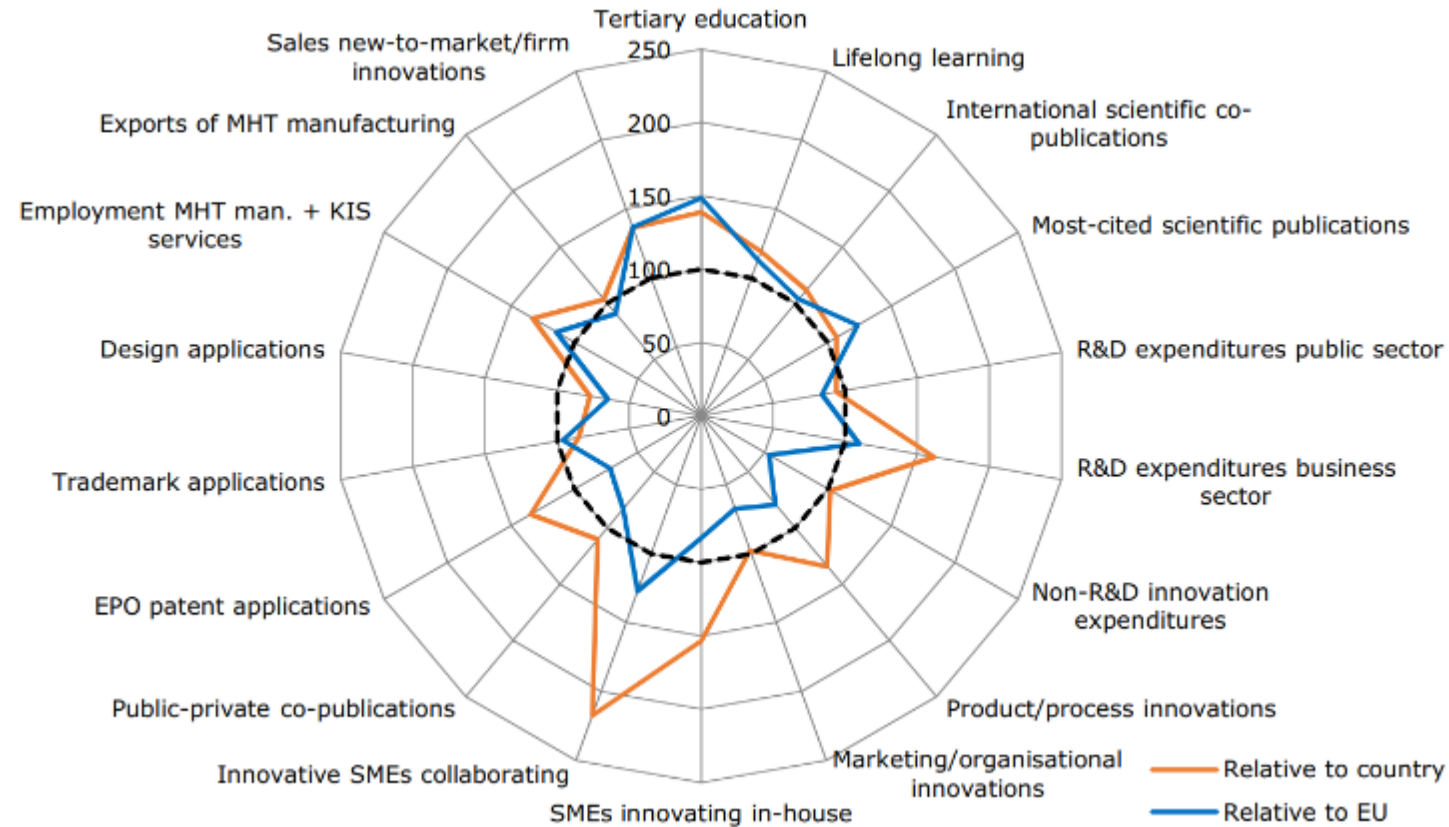 Tertiary education
Sales new-to-market/firm
innovations
250
Lifelong learning
Exports of MHT manufacturing
International scientific co-
publications
200
Employment MHT man. + KIS
services
150
Most-cited scientific publications
100
Design applications
50
R&D expenditures public sector
0
Trademark applications
R&D expenditures business
sector
EPO patent applications
Non-R&D innovation
expenditures
Public-private co-publications
Product/process innovations
Innovative SMEs collaborating
Marketing/organisational
innovations
SMEs innovating in-house
Relative to country
Relative to EU